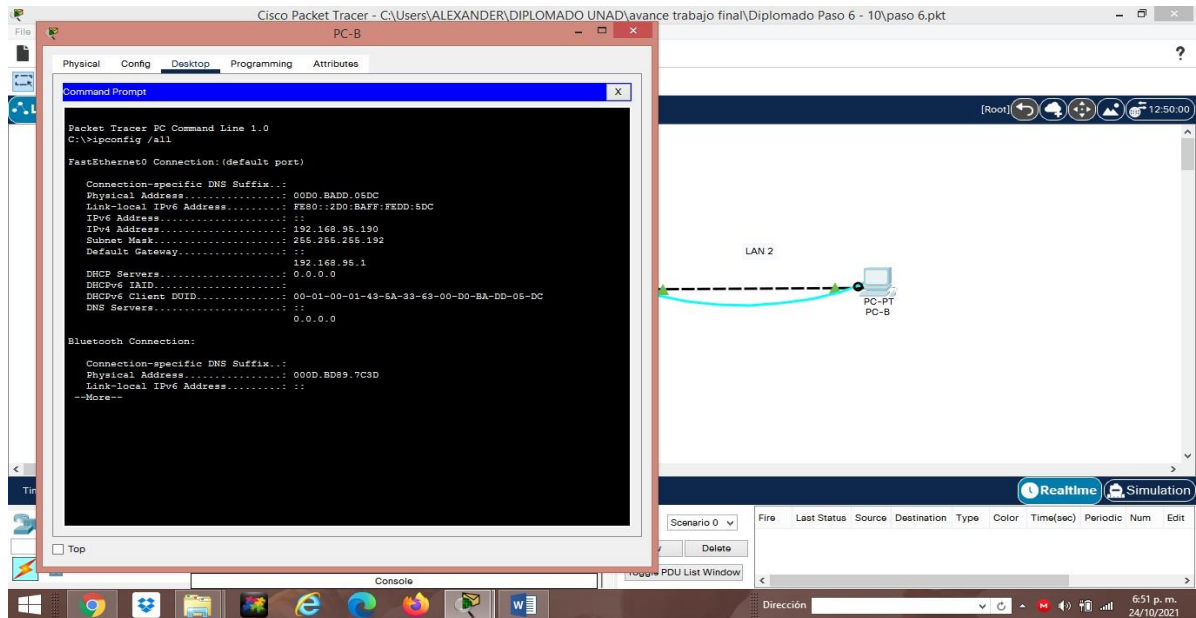 Cisco Packet Tracer - C:\Users\ALEXANDER\DIPLOMADO UNAD\avance trabajo final\Diplomado Paso 6 - 10\paso 6.pkt
File
PC-B
Physical Config Desktop Programming Attributes
Command Prompt X
[Root] 12:50:00
Packet Tracer PC Command Line 1.0
C:\>ipconfig /all
FastEthernet0 Connection:(default port)
Connection-specific DNS Suffix..:
Physical Address................: 00D0.BADD.05DC
Link-local IPv6 Address.........: FE80::2D0:BAFF:FEDD:5DC
IPv6 Address....................: ::
IPv4 Address....................: 192.168.95.190
Subnet Mask.....................: 255.255.255.192
Default Gateway.................: ::
192.168.95.1
DHCP Servers....................: 0.0.0.0
DHCPv6 IAID.....................:
DHCPv6 Client DUID..............: 00-01-00-01-43-5A-33-63-00-D0-BA-DD-05-DC
DNS Servers.....................: ::
0.0.0.0
Bluetooth Connection:
Connection-specific DNS Suffix..:
Physical Address................: 000D.BD89.7C3D
Link-local IPv6 Address.........: ::
--More--
LAN 2
PC-PT
PC-B
Realtime Simulation
Top
Scenario 0
Delete
Toggle PDU List Window
Fire Last Status Source Destination Type Color Time(sec) Periodic Num Edit
Console
Dirección
6:51 p. m.
24/10/2021